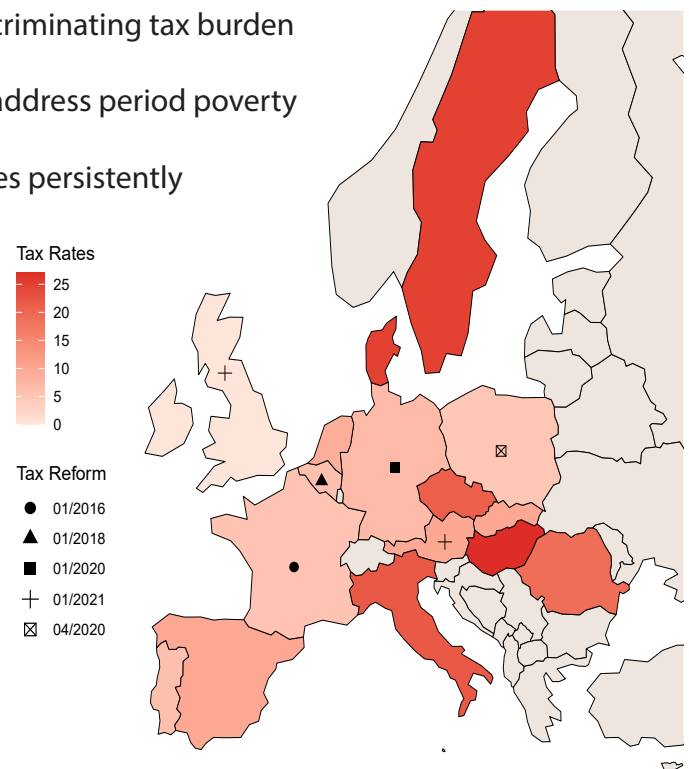 criminating tax burden
address period poverty
es persistently
Tax Rates
25
20
15
10
5
0
Tax Reform
01/2016
01/2018
01/2020
01/2021
04/2020